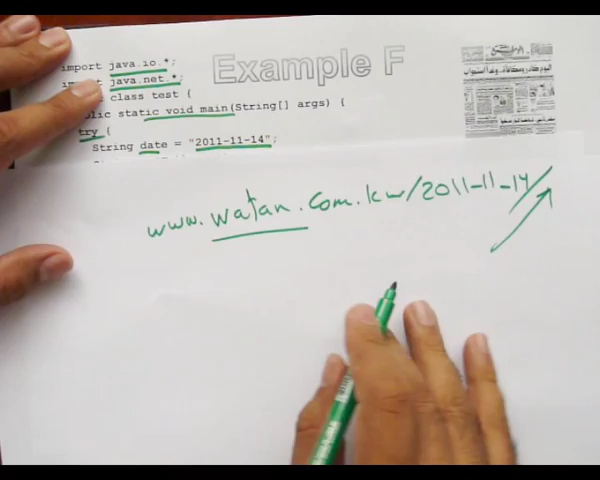 import java.io.*;
import java.net.*;
class test {
static void main(String[] args) {
try {
String date = "2011-11-14";
Example F
www.watan.com.kw/2011-11-14/